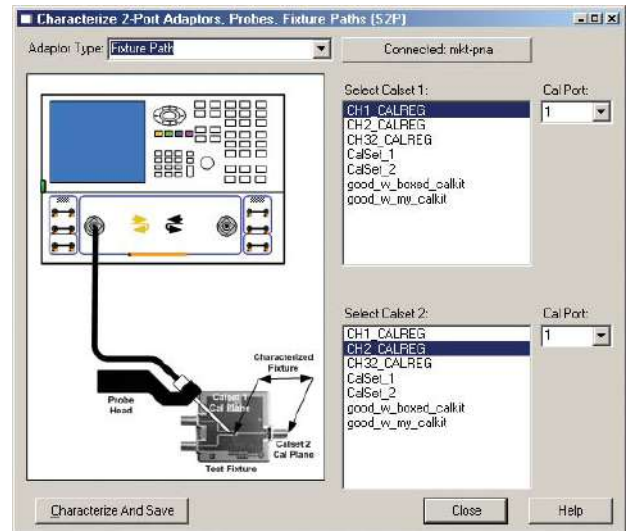 Characterize 2-Port Adaptors, Probes, Fixture Paths (S2P)
Adaptor Type: Fixture Path
Connected: mkt-pna
Select Calset 1:
Cal Port:
CH1_CALREG
CH2_CALREG
CH32_CALREG
CalSet_1
CalSet_2
good_w_boxed_calkit
good_w_my_calkit
1
Select Calset 2:
Cal Port:
CH1_CALREG
CH2_CALREG
CH32_CALREG
CalSet_1
CalSet_2
good_w_boxed_calkit
good_w_my_calkit
1
Characterized
Fixture
Probe
Head
Calset 1
Cal Plane
Calset 2
Cal Plane
Test Fixture
Characterize And Save
Close
Help